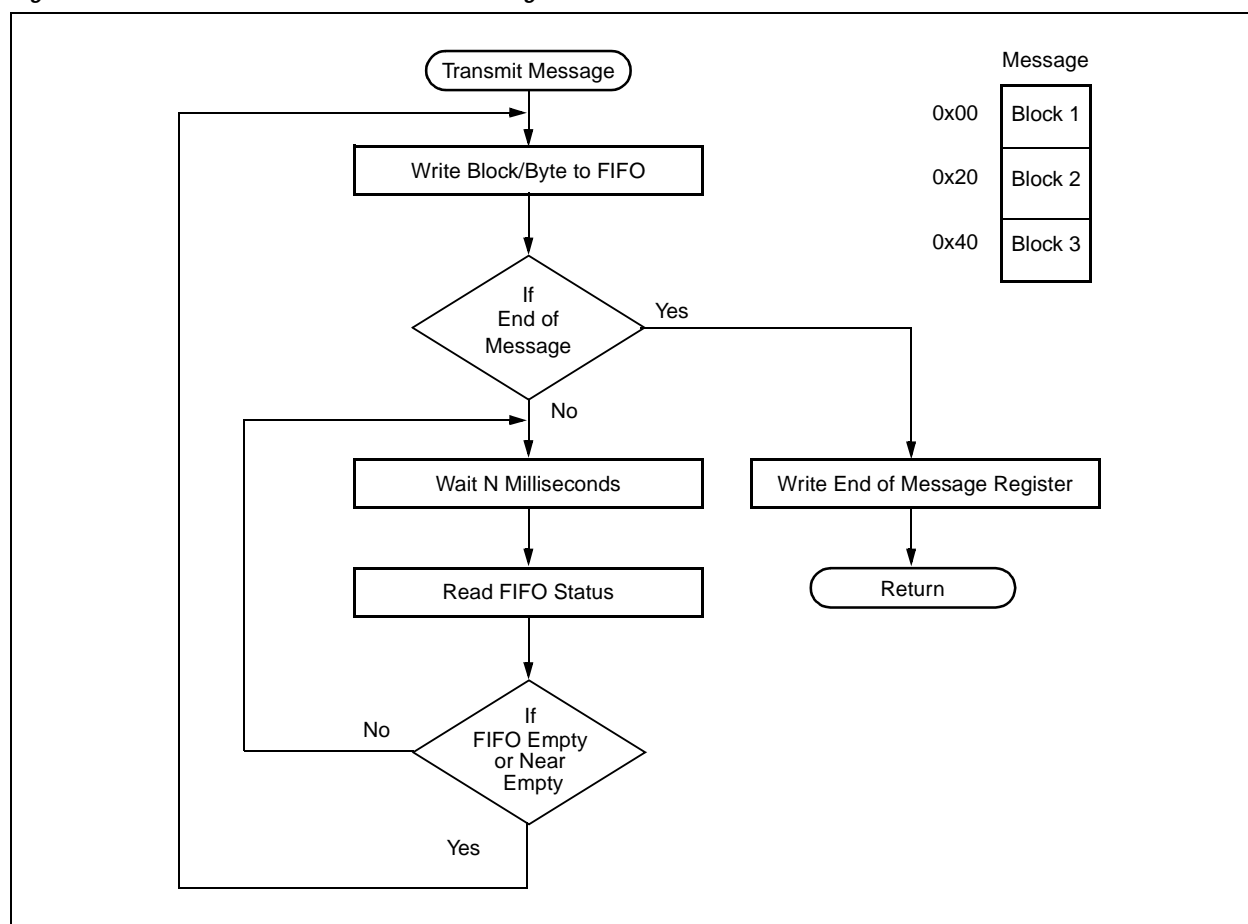 Transmit Message
Message
0x00
Block 1
Write Block/Byte to FIFO
0x20
Block 2
0x40
Block 3
If
End of
Message
Yes
No
Wait N Milliseconds
Write End of Message Register
Read FIFO Status
Return
If
FIFO Empty
or Near
Empty
No
Yes